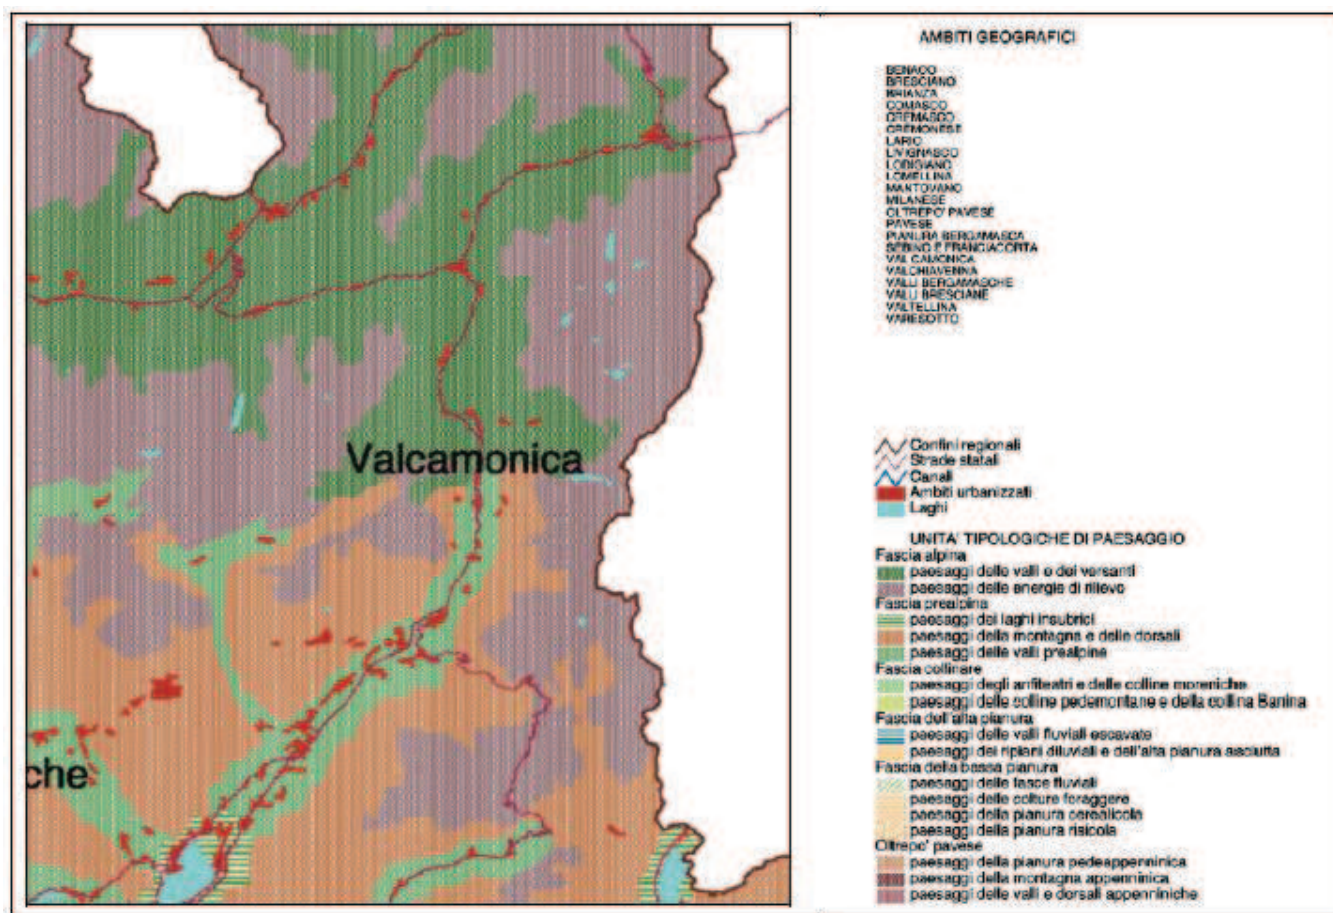 Valcamonica
che
AMBITI GEOGRAFICI
BENACO
BRESCIANO
BRIANZA
COMASCO
CREMASCO
CREMONESE
LARIO
LIVIGNASCO
LODIGIANO
LOMELLINA
MANTOVANO
MILANESE
OLTREPO' PAVESE
PAVESE
PIANURA BERGAMASCA
SEBINO E FRANCIACORTA
VAL CAMONICA
VALCHIAVENNA
VALLI BERGAMASCHE
VALLI BRESCIANE
VALTELLINA
VARESOTTO
Confini regionali
Strade statali
Canali
Ambiti urbanizzati
Laghi
UNITA' TIPOLOGICHE DI PAESAGGIO
Fascia alpina
paesaggi delle valli e dei versanti
paesaggi delle energie di rilievo
Fascia prealpina
paesaggi dei laghi insubrici
paesaggi della montagna e delle dorsali
paesaggi delle valli prealpine
Fascia collinare
paesaggi degli anfiteatri e delle colline moreniche
paesaggi delle colline pedemontane e della collina Banina
Fascia dell'alta pianura
paesaggi delle valli fluviali escavate
paesaggi dei ripiani diluviali e dell'alta pianura asciutta
Fascia della bassa pianura
paesaggi delle fasce fluviali
paesaggi delle colture foraggere
paesaggi della pianura cerealicola
paesaggi della pianura risicola
Oltrepo' pavese
paesaggi della pianura pedeappenninica
paesaggi della montagna appenninica
paesaggi delle valli e dorsali appenniniche